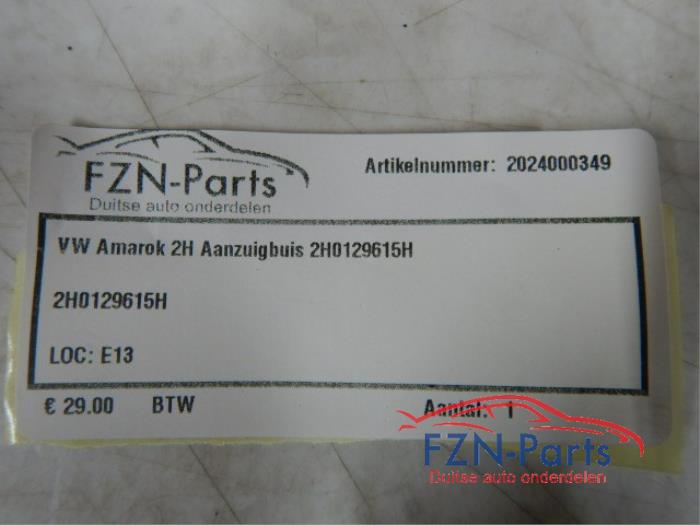 FZN-Parts
Duitse auto onderdelen
Artikelnummer: 2024000349
VW Amarok 2H Aanzuigbuis 2H0129615H
2H0129615H
LOC: E13
€ 29.00 BTW Aantal: 1
FZN-Parts
Duitse auto onderdelen